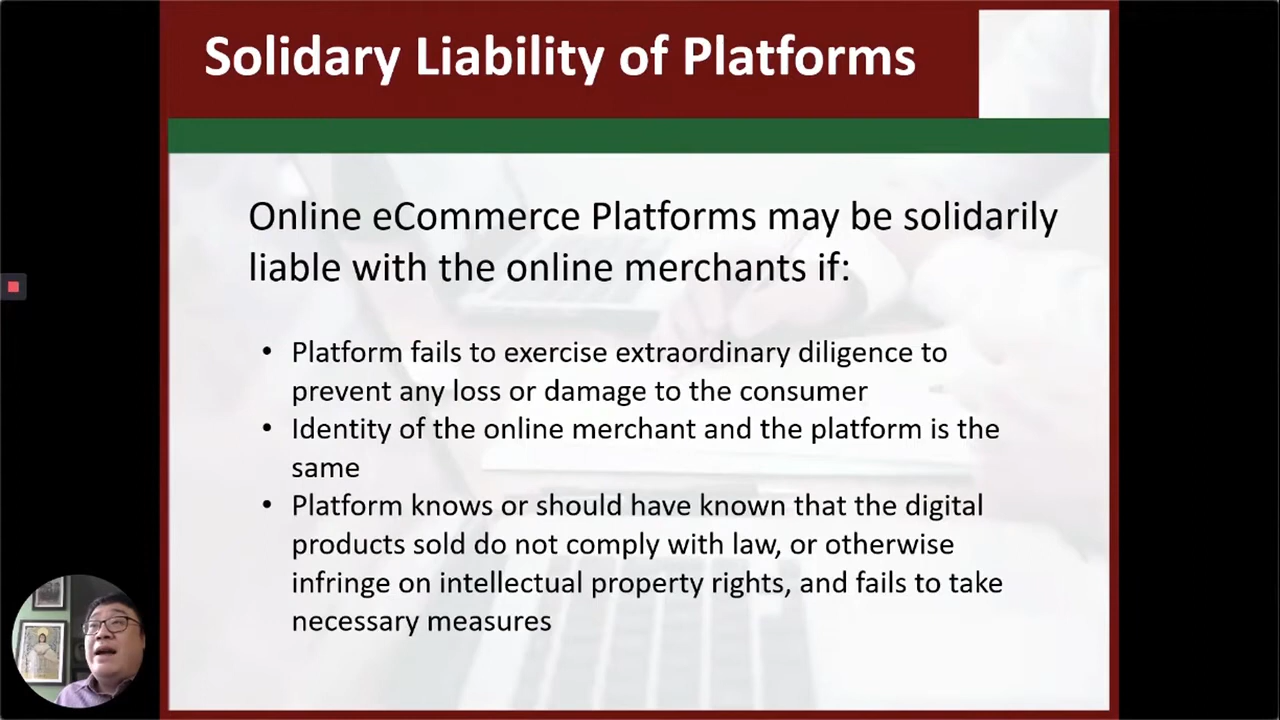 Solidary Liability of Platforms
Online eCommerce Platforms may be solidarily
liable with the online merchants if:
• Platform fails to exercise extraordinary diligence to
prevent any loss or damage to the consumer
• Identity of the online merchant and the platform is the
same
• Platform knows or should have known that the digital
products sold do not comply with law, or otherwise
infringe on intellectual property rights, and fails to take
necessary measures